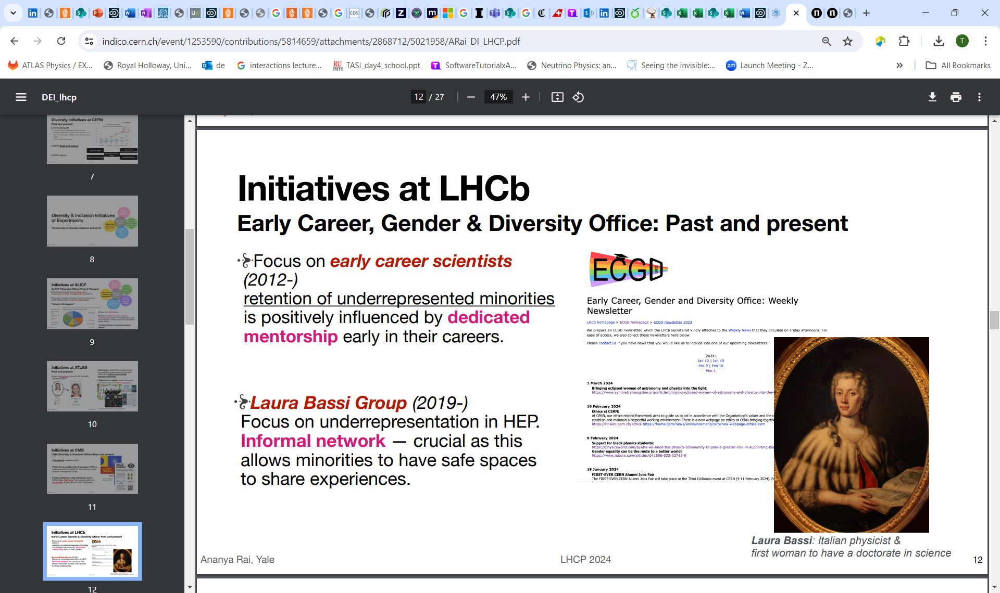 indico.cern.ch/event/1253590/contributions/5814659/attachments/2868712/5021958/ARai_DI_LHCP.pdf
T
ATLAS Physics / EX...
Royal Holloway, Uni...
de
interactions lecture...
TASI_day4_school.ppt
SoftwareTutorialxA...
Neutrino Physics: an...
Seeing the invisible:...
Launch Meeting - Z...
All Bookmarks
DEI_lhcp
12 / 27
47%
Diversity Initiatives at CERN
Past and present
7
Diversity & Inclusion Initiatives
at Experiments
The diversity of diversity initiatives at the LHC
8
Initiatives at ALICE
ALICE Diversity Office: Past & Present
9
Initiatives at ATLAS
Past and present
10
Initiatives at CMS
CMS Diversity & Inclusion Office: Past and present
11
Initiatives at LHCb
Early Career, Gender & Diversity Office: Past and present
12
Initiatives at LHCb
Early Career, Gender & Diversity Office: Past and present
Focus on early career scientists
(2012-)
retention of underrepresented minorities
is positively influenced by dedicated
mentorship early in their careers.
Laura Bassi Group (2019-)
Focus on underrepresentation in HEP.
Informal network — crucial as this
allows minorities to have safe spaces
to share experiences.
ECGD
LHCb
Early Career, Gender and Diversity Office: Weekly
Newsletter
LHCb homepage > ECGD homepage > ECGD newsletter 2023
We prepare an ECGD newsletter, which the LHCb secretariat kindly attaches to the Weekly News that they circulate on Friday afternoons. For
ease of access, we also collect these newsletters here below.
Please contact us if you have news that you would like us to include into one of our upcoming newsletters.
2024:
Jan 12 | Jan 19
Feb 9 | Feb 16
Mar 1
1 March 2024
Bringing eclipsed women of astronomy and physics into the light:
https://www.symmetrymagazine.org/article/bringing-eclipsed-women-of-astronomy-and-physics-into-the-
16 February 2024
Ethics at CERN:
At CERN, our ethics-related framework aims to guide us to act in accordance with the Organization's values and the c
establish and maintain a respectful working environment. There is a new webpage on ethics at CERN bringing togethe
https://hr.web.cern.ch/ethics https://home.cern/news/announcement/cern/new-webpage-ethics-cern
9 February 2024
Support for black physics students:
https://physicsworld.com/a/why-we-need-the-physics-community-to-play-a-greater-role-in-supporting-bla
Gender equality can be the route to a better world:
https://www.nature.com/articles/d41586-023-02745-9
19 January 2024
FIRST-EVER CERN Alumni Jobs Fair
The FIRST-EVER CERN Alumni Jobs Fair will take place at the Third Collisions event at CERN (9-11 February 2024). F
Laura Bassi: Italian physicist &
first woman to have a doctorate in science
Ananya Rai, Yale
LHCP 2024
12